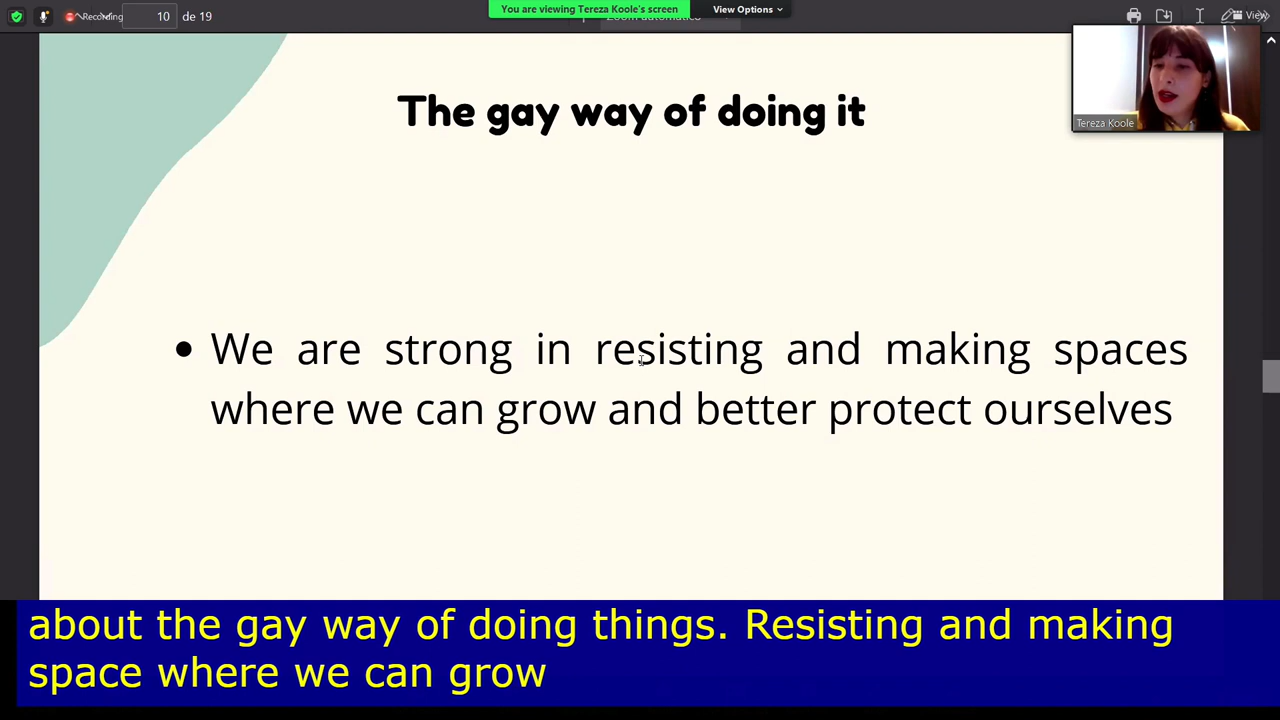 Recording
10 de 19
You are viewing Tereza Koole's screen
View Options
View
Tereza Koole
The gay way of doing it
We are strong in resisting and making spaces
where we can grow and better protect ourselves
about the gay way of doing things. Resisting and making
space where we can grow